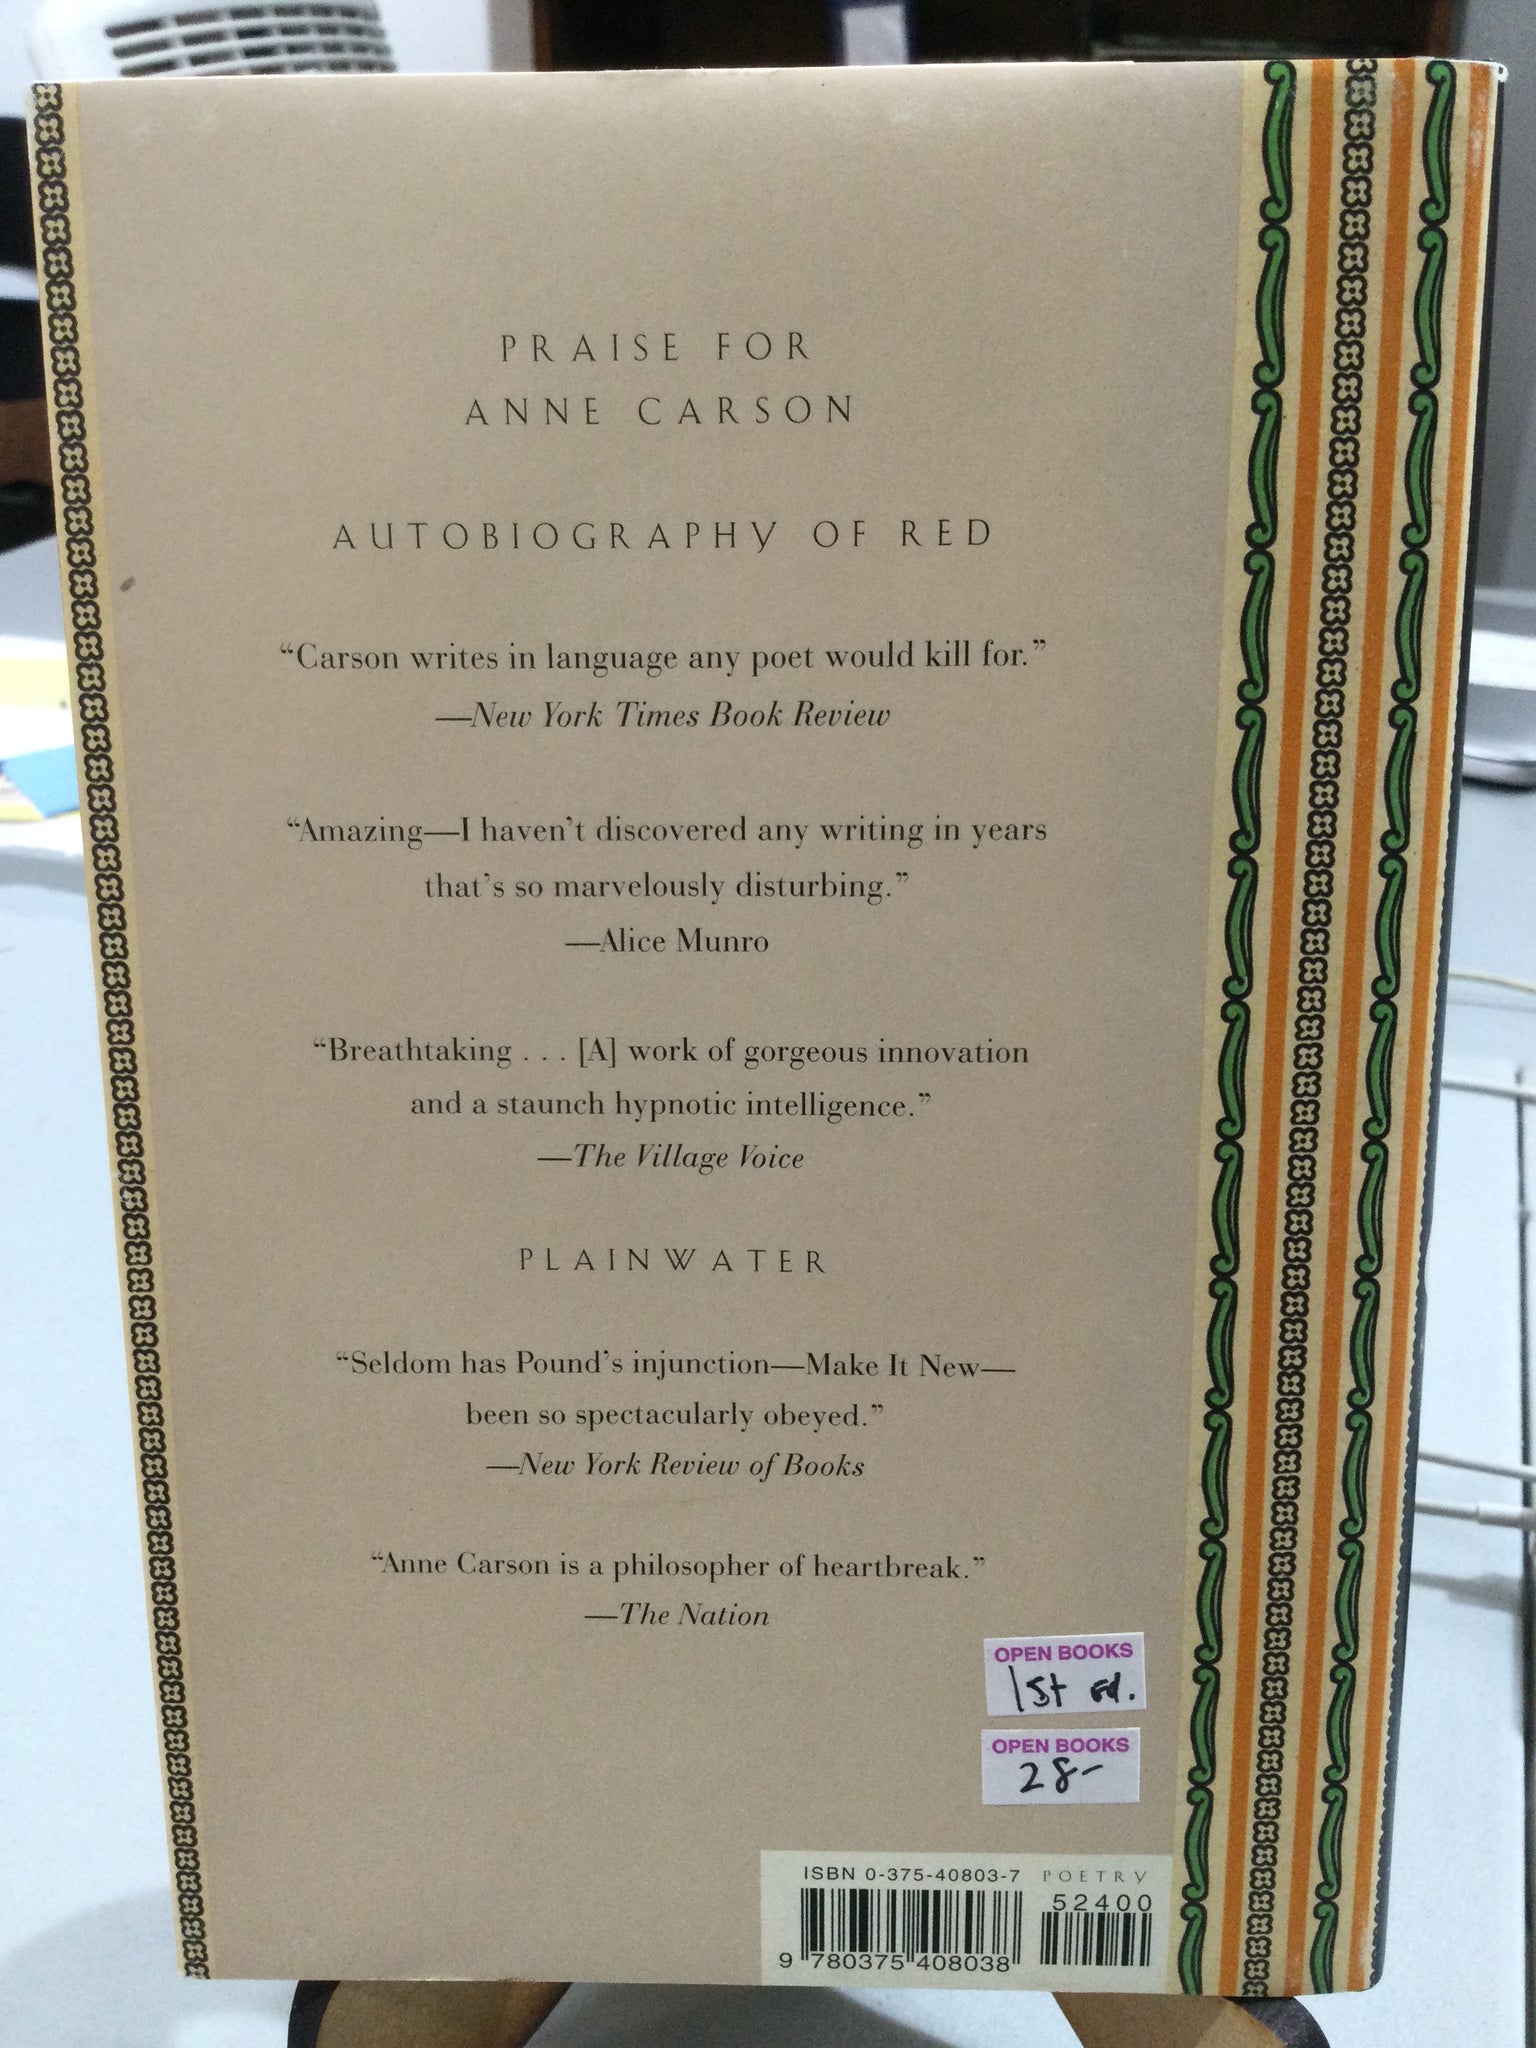 PRAISE FOR
ANNE CARSON
AUTOBIOGRAPHY OF RED
“Carson writes in language any poet would kill for.”
—New York Times Book Review
“Amazing—I haven’t discovered any writing in years
that’s so marvelously disturbing.”
—Alice Munro
“Breathtaking . . . [A] work of gorgeous innovation
and a staunch hypnotic intelligence.”
—The Village Voice
PLAINWATER
“Seldom has Pound’s injunction—Make It New—
been so spectacularly obeyed.”
—New York Review of Books
“Anne Carson is a philosopher of heartbreak.”
—The Nation
OPEN BOOKS
1st ed.
OPEN BOOKS
28-
ISBN 0-375-40803-7 POETRY
52400
9 780375 408038